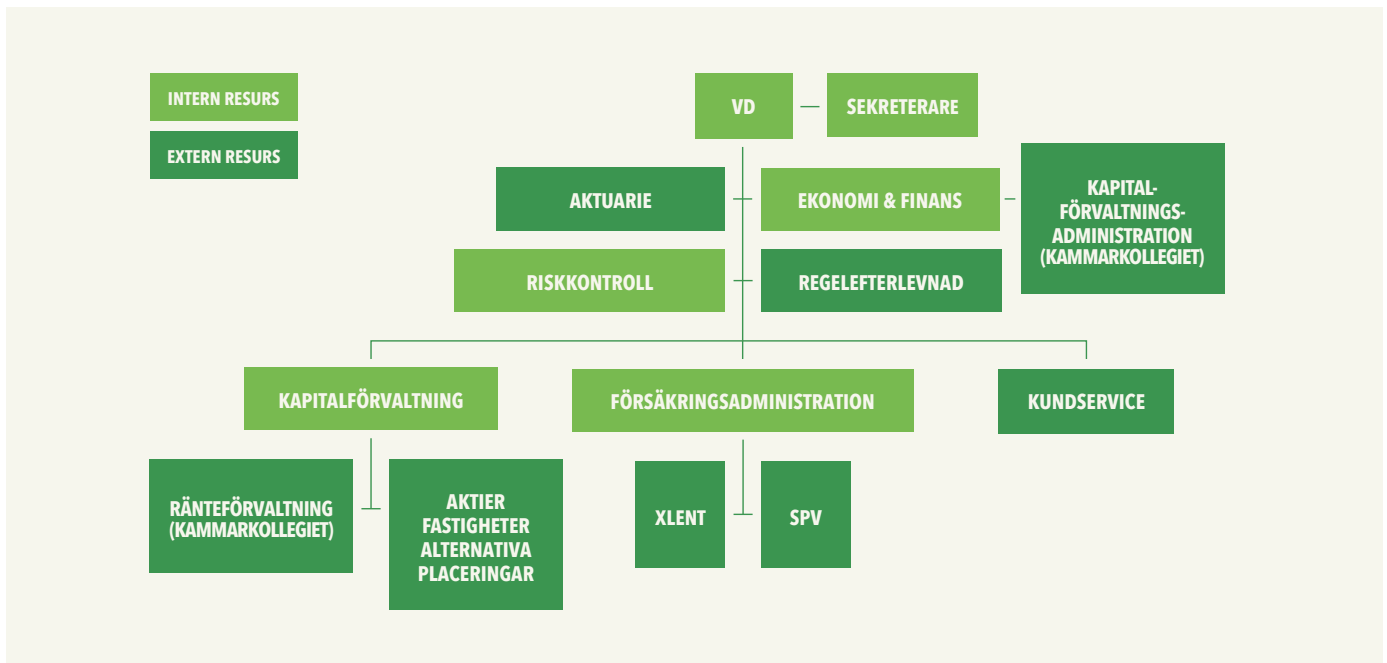 INTERN RESURS
EXTERN RESURS
VD
SEKRETERARE
AKTUARIE
EKONOMI & FINANS
KAPITAL-
FÖRVALTNINGS-
ADMINISTRATION
(KAMMARKOLLEGIET)
RISKKONTROLL
REGELEFTERLEVNAD
KAPITALFÖRVALTNING
FÖRSÄKRINGSADMINISTRATION
KUNDSERVICE
RÄNTEFÖRVALTNING
(KAMMARKOLLEGIET)
AKTIER
FASTIGHETER
ALTERNATIVA
PLACERINGAR
XLENT
SPV